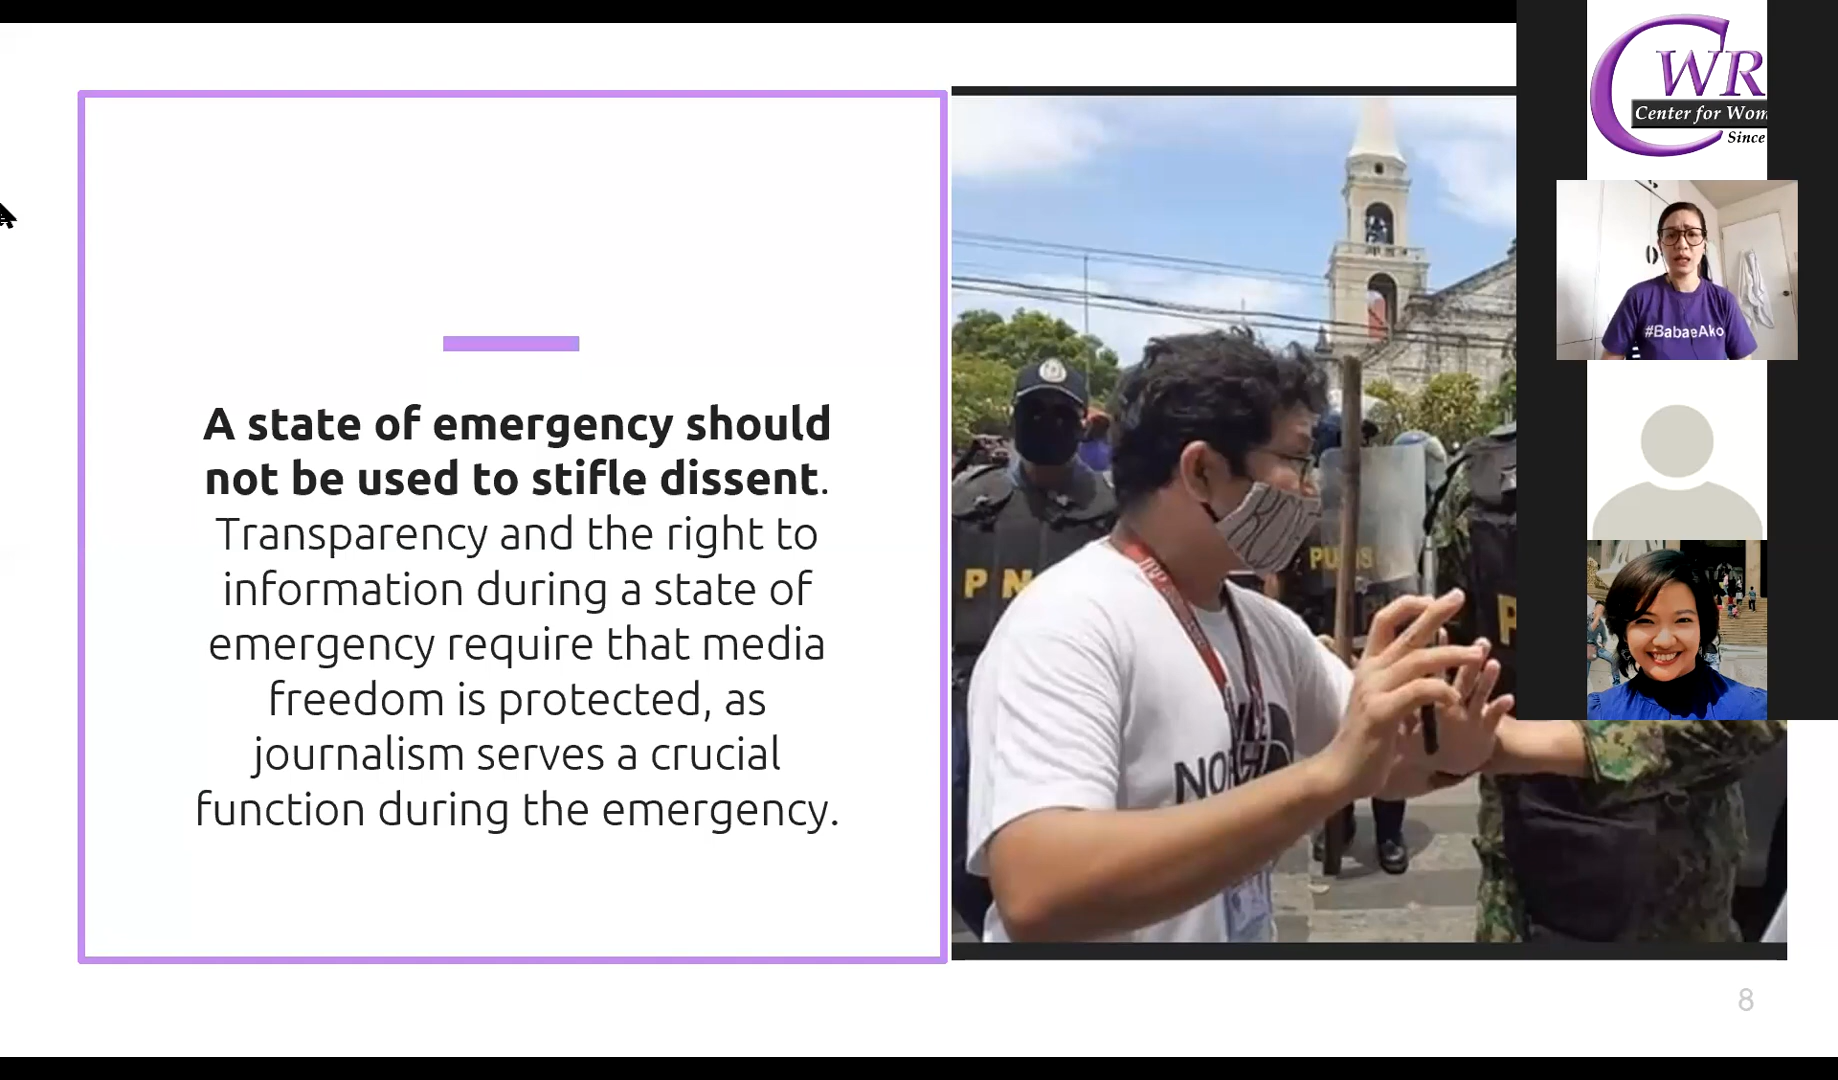 A state of emergency should
not be used to stifle dissent.
Transparency and the right to
information during a state of
emergency require that media
freedom is protected, as
journalism serves a crucial
function during the emergency.
CWR
Center for Wom
Since
#BabaeAko
P N
8